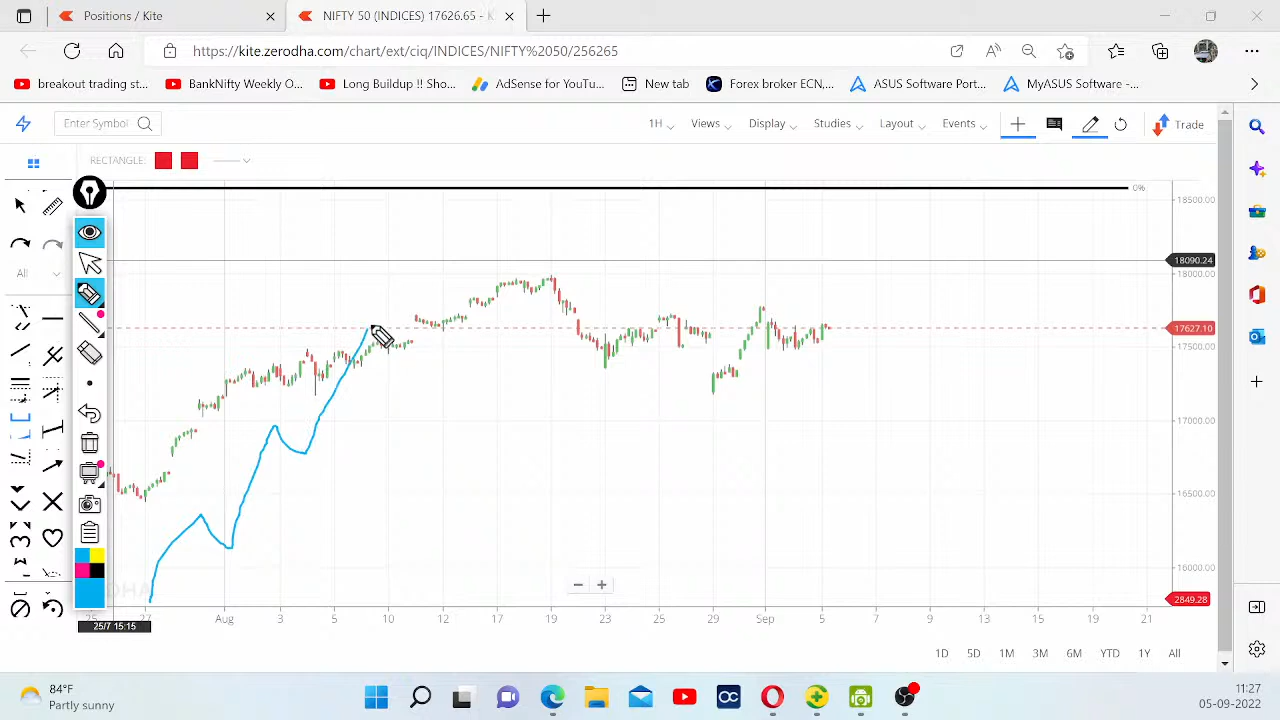 Positions / Kite
NIFTY 50 (INDICES) 17626.65 - K
https://kite.zerodha.com/chart/ext/ciq/INDICES/NIFTY%2050/256265
breakout trading st...
BankNifty Weekly O...
Long Buildup !! Sho...
AdSense for YouTu...
New tab
Forex broker ECN,...
ASUS Software Port...
MyASUS Software -...
Enter Symbol
1H
Views
Display
Studies
Layout
Events
Trade
RECTANGLE:
0%
18500.00
18090.24
18000.00
All
17627.10
17500.00
17000.00
16500.00
16000.00
2849.28
27
Aug
3
5
10
12
17
19
23
25
29
Sep
5
7
9
13
15
19
21
25/7 15:15
1D
5D
1M
3M
6M
YTD
1Y
All
84°F
Partly sunny
11:27
05-09-2022